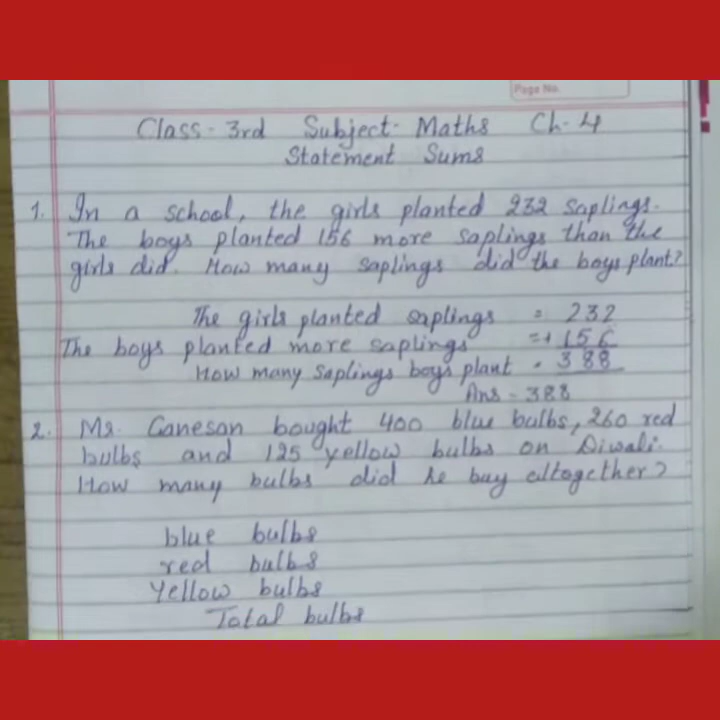 Page No.
Class - 3rd Subject - Maths Ch - 4
Statement Sums
1. In a school, the girls planted 232 saplings.
The boys planted 156 more saplings than the
girls did. How many saplings did the boys plant?
The girls planted saplings = 232
The boys planted more saplings =+ 156
How many saplings boys plant = 388
Ans - 388
2. Mr. Ganesan bought 400 blue bulbs, 260 red
bulbs and 125 yellow bulbs on Diwali.
How many bulbs did he buy altogether?
blue bulbs
red bulbs
Yellow bulbs
Total bulbs